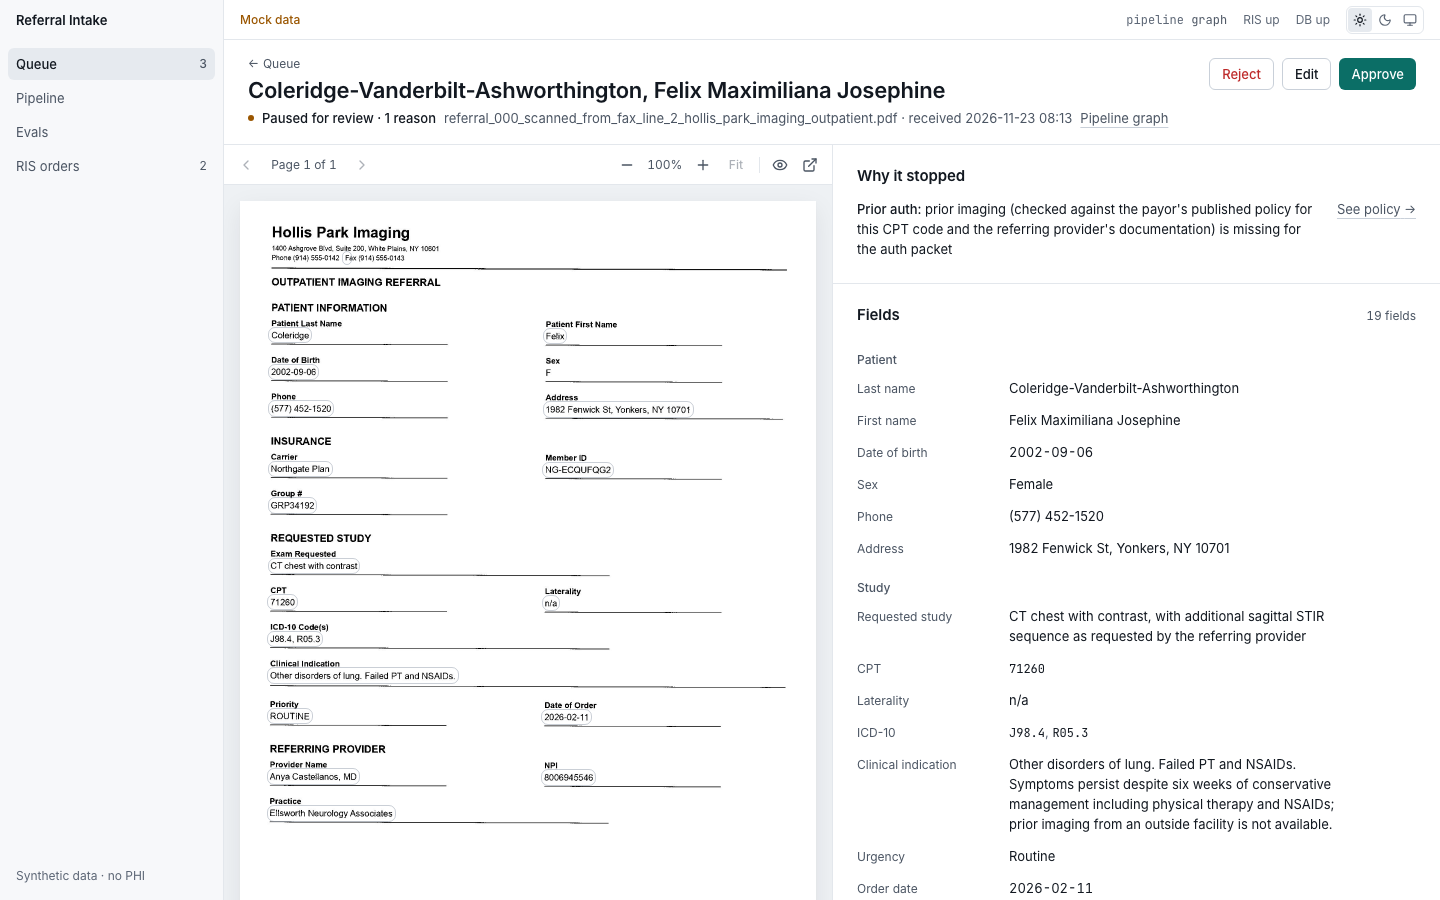 Referral Intake
Queue 3
Pipeline
Evals
RIS orders 2
Synthetic data · no PHI
Mock data
pipeline graph RIS up DB up
← Queue
Coleridge-Vanderbilt-Ashworthington, Felix Maximiliana Josephine
Reject Edit Approve
Paused for review · 1 reason referral_000_scanned_from_fax_line_2_hollis_park_imaging_outpatient.pdf · received 2026-11-23 08:13 Pipeline graph
Page 1 of 1 100% Fit
Hollis Park Imaging
1400 Ashgrove Blvd, Suite 200, White Plains, NY 10601
Phone (914) 555-0142 Fax (914) 555-0143
OUTPATIENT IMAGING REFERRAL
PATIENT INFORMATION
Patient Last Name Patient First Name
Coleridge Felix
Date of Birth Sex
2002-09-06 F
Phone Address
(577) 452-1520 1982 Fenwick St, Yonkers, NY 10701
INSURANCE
Carrier Member ID
Northgate Plan NG-ECQUFQG2
Group #
GRP34192
REQUESTED STUDY
Exam Requested
CT chest with contrast
CPT Laterality
71260 n/a
ICD-10 Code(s)
J98.4, R05.3
Clinical Indication
Other disorders of lung. Failed PT and NSAIDs.
Priority Date of Order
ROUTINE 2026-02-11
REFERRING PROVIDER
Provider Name NPI
Anya Castellanos, MD 8006945546
Practice
Ellsworth Neurology Associates
Why it stopped
Prior auth: prior imaging (checked against the payor's published policy for See policy →
this CPT code and the referring provider's documentation) is missing for
the auth packet
Fields 19 fields
Patient
Last name Coleridge-Vanderbilt-Ashworthington
First name Felix Maximiliana Josephine
Date of birth 2002-09-06
Sex Female
Phone (577) 452-1520
Address 1982 Fenwick St, Yonkers, NY 10701
Study
Requested study CT chest with contrast, with additional sagittal STIR
sequence as requested by the referring provider
CPT 71260
Laterality n/a
ICD-10 J98.4, R05.3
Clinical indication Other disorders of lung. Failed PT and NSAIDs.
Symptoms persist despite six weeks of conservative
management including physical therapy and NSAIDs;
prior imaging from an outside facility is not available.
Urgency Routine
Order date 2026-02-11